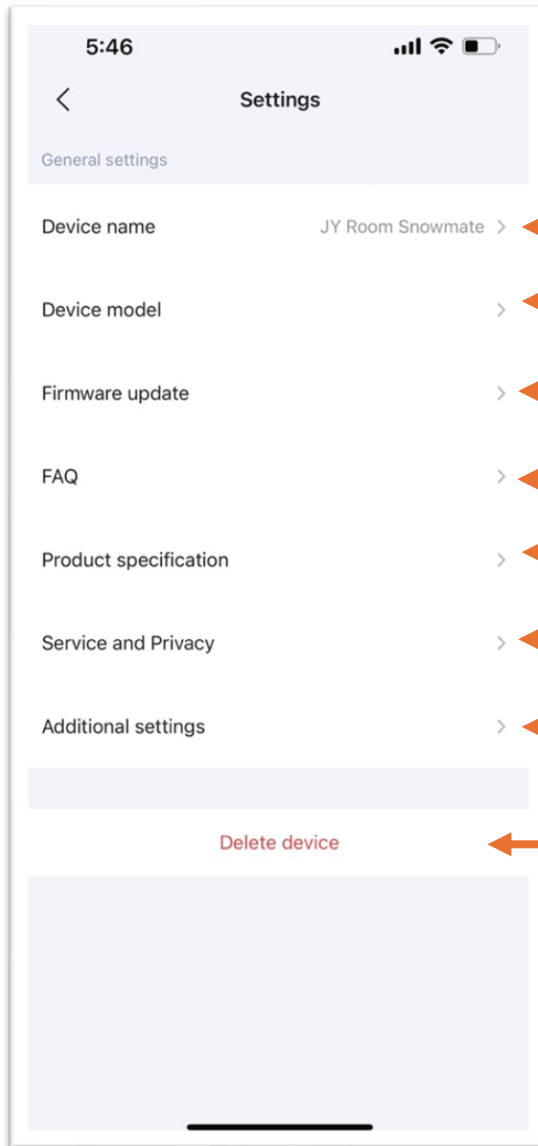 5:46
Settings
General settings
Device name JY Room Snowmate
Device model
Firmware update
FAQ
Product specification
Service and Privacy
Additional settings
Delete device